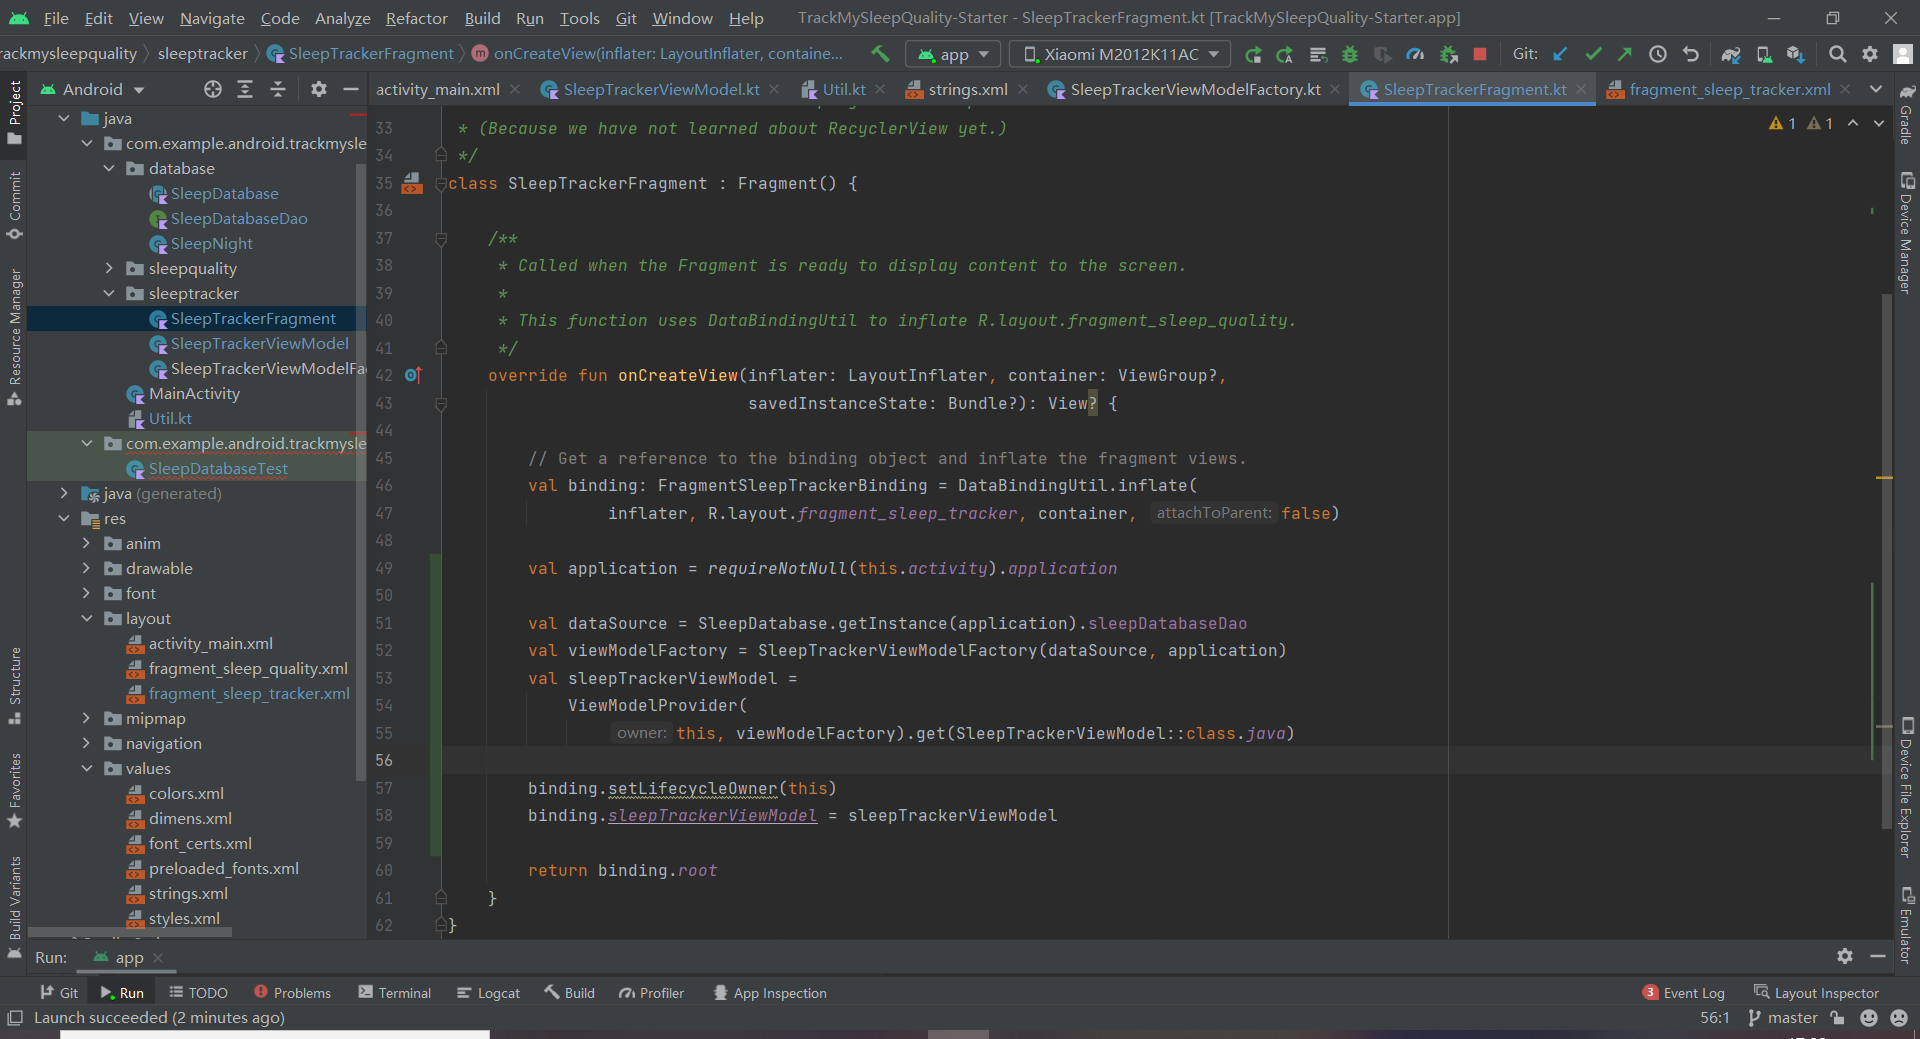 File Edit View Navigate Code Analyze Refactor Build Run Tools Git Window Help TrackMySleepQuality-Starter - SleepTrackerFragment.kt [TrackMySleepQuality-Starter.app]
rackmysleepquality sleeptracker SleepTrackerFragment onCreateView(inflater: LayoutInflater, containe... app Xiaomi M2012K11AC Git:
Android
activity_main.xml SleepTrackerViewModel.kt Util.kt strings.xml SleepTrackerViewModelFactory.kt SleepTrackerFragment.kt fragment_sleep_tracker.xml
Project
Commit
Resource Manager
Structure
Favorites
Build Variants
java
com.example.android.trackmysle
database
SleepDatabase
SleepDatabaseDao
SleepNight
sleepquality
sleeptracker
SleepTrackerFragment
SleepTrackerViewModel
SleepTrackerViewModelFa
MainActivity
Util.kt
com.example.android.trackmysle
SleepDatabaseTest
java (generated)
res
anim
drawable
font
layout
activity_main.xml
fragment_sleep_quality.xml
fragment_sleep_tracker.xml
mipmap
navigation
values
colors.xml
dimens.xml
font_certs.xml
preloaded_fonts.xml
strings.xml
styles.xml
1 1
33 * (Because we have not learned about RecyclerView yet.)
34 */
35 class SleepTrackerFragment : Fragment() {
36
37 /**
38 * Called when the Fragment is ready to display content to the screen.
39 *
40 * This function uses DataBindingUtil to inflate R.layout.fragment_sleep_quality.
41 */
42 override fun onCreateView(inflater: LayoutInflater, container: ViewGroup?,
43 savedInstanceState: Bundle?): View? {
44
45 // Get a reference to the binding object and inflate the fragment views.
46 val binding: FragmentSleepTrackerBinding = DataBindingUtil.inflate(
47 inflater, R.layout.fragment_sleep_tracker, container, attachToParent: false)
48
49 val application = requireNotNull(this.activity).application
50
51 val dataSource = SleepDatabase.getInstance(application).sleepDatabaseDao
52 val viewModelFactory = SleepTrackerViewModelFactory(dataSource, application)
53 val sleepTrackerViewModel =
54 ViewModelProvider(
55 owner: this, viewModelFactory).get(SleepTrackerViewModel::class.java)
56
57 binding.setLifecycleOwner(this)
58 binding.sleepTrackerViewModel = sleepTrackerViewModel
59
60 return binding.root
61 }
62 }
Gradle
Device Manager
Device File Explorer
Emulator
Run: app
Git Run TODO Problems Terminal Logcat Build Profiler App Inspection 3 Event Log Layout Inspector
Launch succeeded (2 minutes ago) 56:1 master